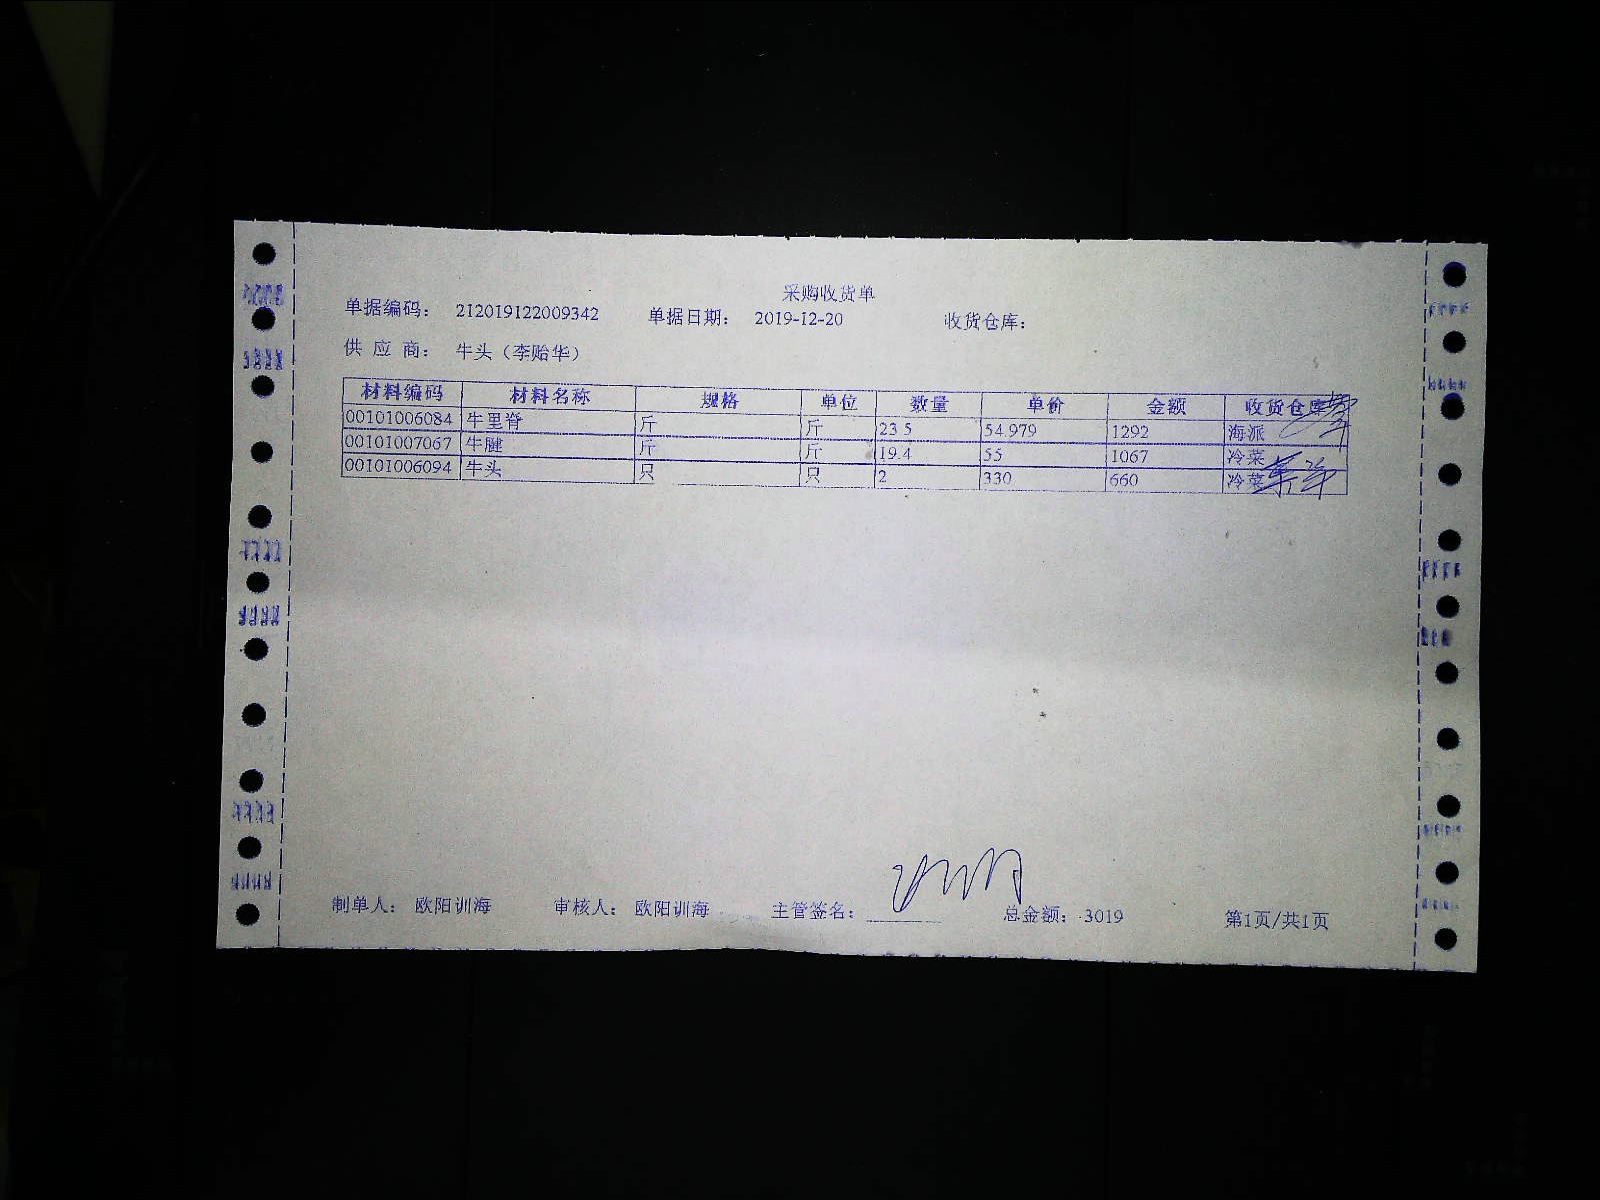 采购收货单
单据编码： 212019122009342 单据日期： 2019-12-20 收货仓库：
供 应 商： 牛头（李贻华）
材料编码 材料名称 规格 单位 数量 单价 金额 收货仓库
00101006084 牛里脊 斤 斤 23.5 54.979 1292 海派
00101007067 牛腱 斤 斤 19.4 55 1067 冷菜
00101006094 牛头 只 只 2 330 660 冷菜
制单人： 欧阳训海 审核人： 欧阳训海 主管签名： 总金额： 3019 第1页/共1页